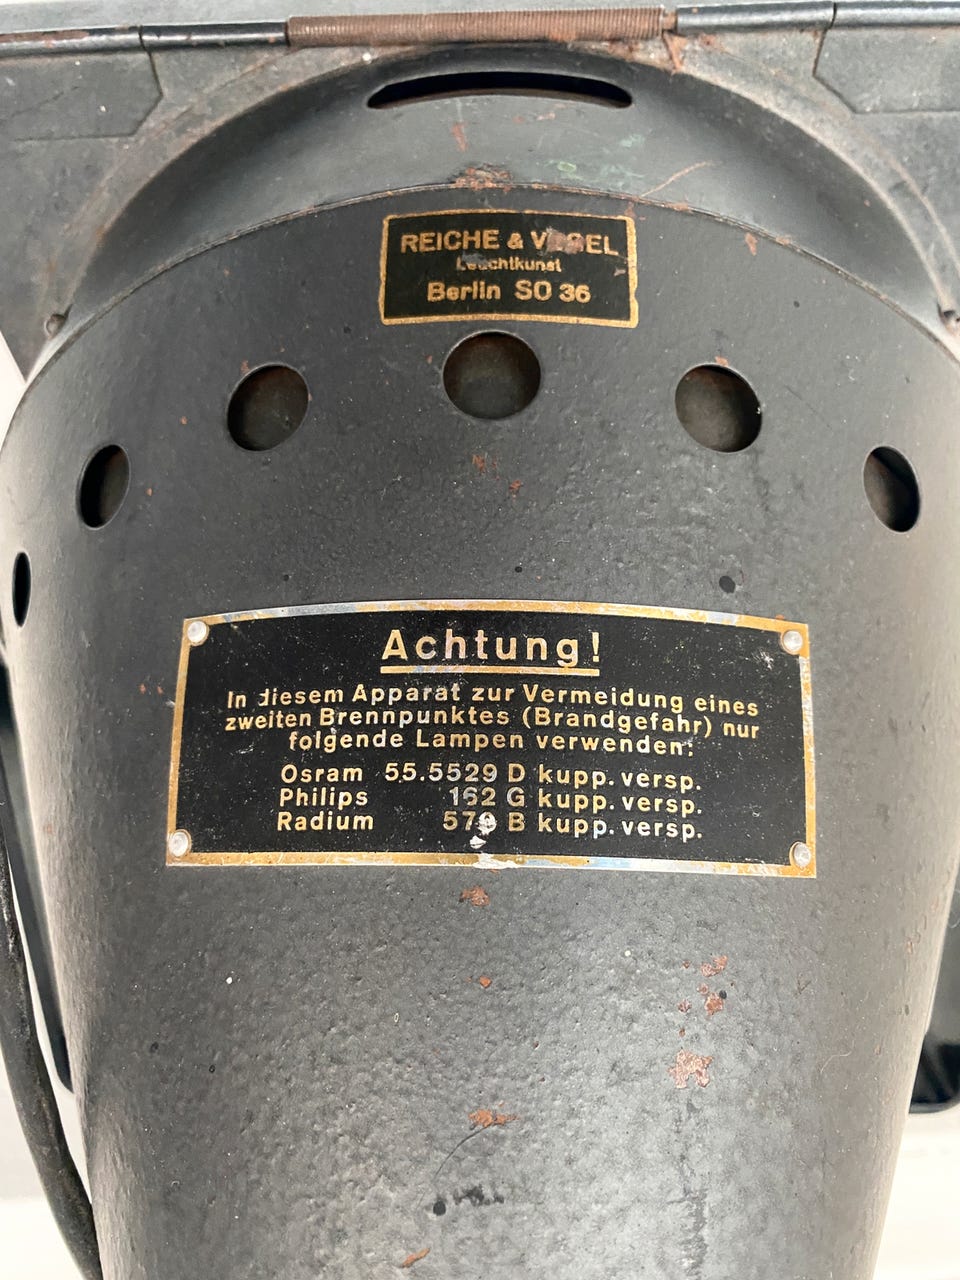 REICHE & VOGEL
Leuchtkunst
Berlin SO 36
Achtung!
In diesem Apparat zur Vermeidung eines
zweiten Brennpunktes (Brandgefahr) nur
folgende Lampen verwenden:
Osram 55.5529 D kupp. versp.
Philips 162 G kupp. versp.
Radium B kupp. versp.